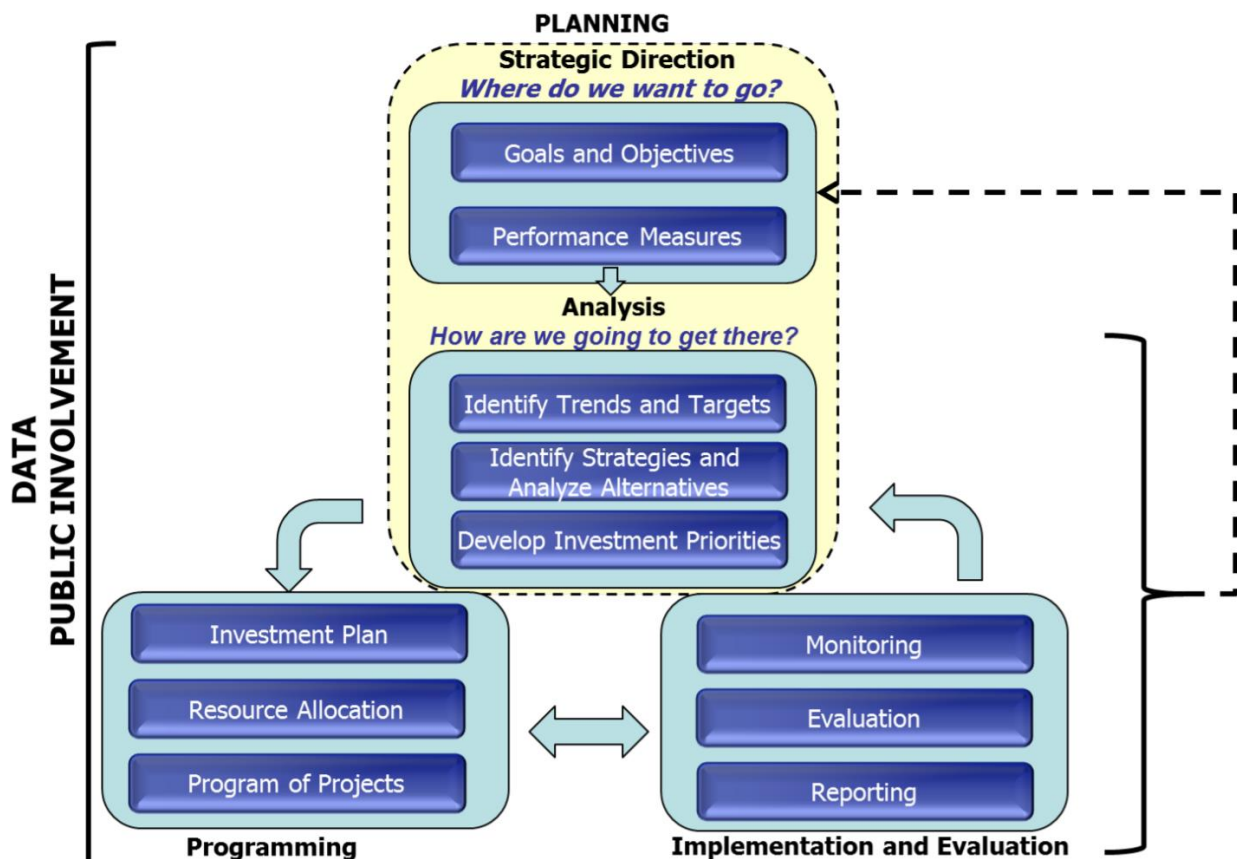 PLANNING
Strategic Direction
Where do we want to go?
Goals and Objectives
Performance Measures
Analysis
How are we going to get there?
Identify Trends and Targets
Identify Strategies and
Analyze Alternatives
Develop Investment Priorities
DATA
PUBLIC INVOLVEMENT
Investment Plan
Resource Allocation
Program of Projects
Programming
Monitoring
Evaluation
Reporting
Implementation and Evaluation